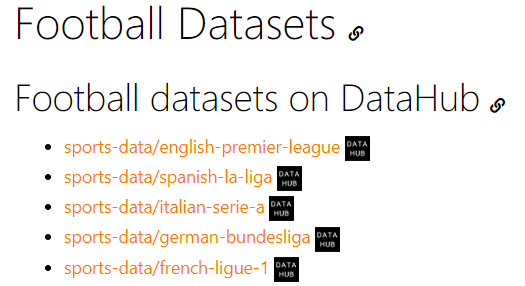 Football Datasets
Football datasets on DataHub
sports-data/english-premier-league DATA HUB
sports-data/spanish-la-liga DATA HUB
sports-data/italian-serie-a DATA HUB
sports-data/german-bundesliga DATA HUB
sports-data/french-ligue-1 DATA HUB